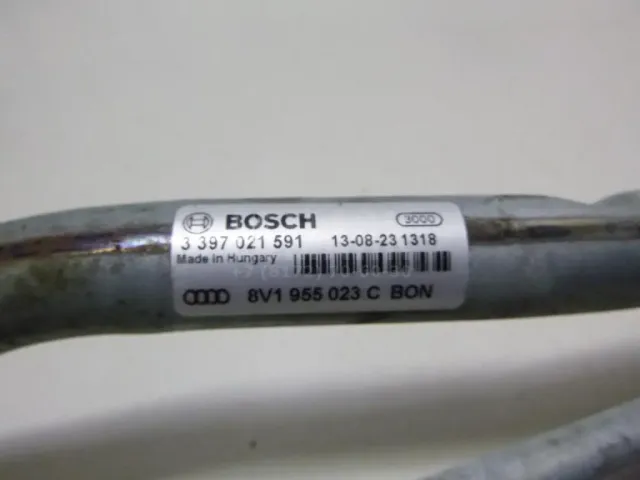 BOSCH 3000
3 397 021 591 13-08-23 1318
Made in Hungary
8V1 955 023 C BON